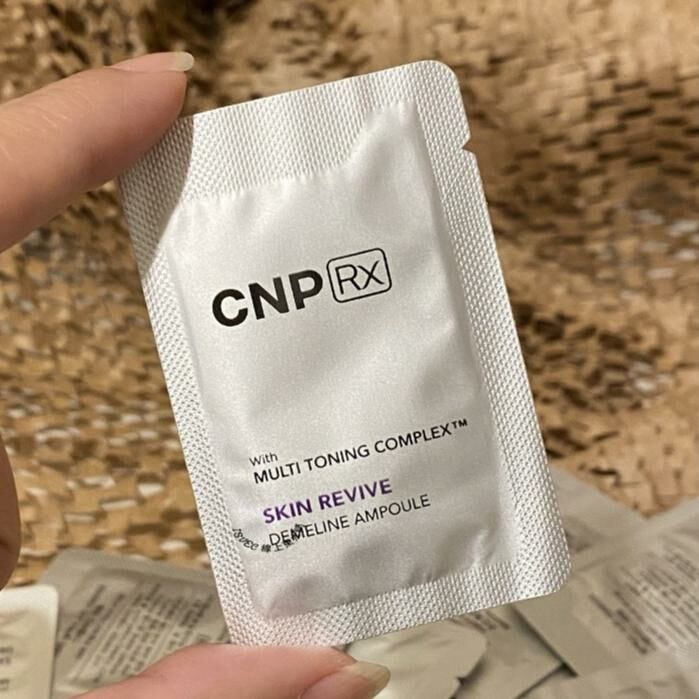 CNP RX
With
MULTI TONING COMPLEX™
SKIN REVIVE
DEMELINE AMPOULE